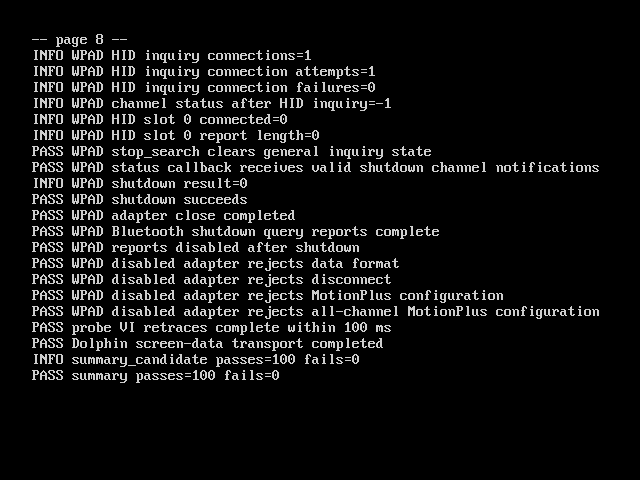 -- page 8 --
INFO WPAD HID inquiry connections=1
INFO WPAD HID inquiry connection attempts=1
INFO WPAD HID inquiry connection failures=0
INFO WPAD channel status after HID inquiry=-1
INFO WPAD HID slot 0 connected=0
INFO WPAD HID slot 0 report length=0
PASS WPAD stop_search clears general inquiry state
PASS WPAD status callback receives valid shutdown channel notifications
INFO WPAD shutdown result=0
PASS WPAD shutdown succeeds
PASS WPAD adapter close completed
PASS WPAD Bluetooth shutdown query reports complete
PASS WPAD reports disabled after shutdown
PASS WPAD disabled adapter rejects data format
PASS WPAD disabled adapter rejects disconnect
PASS WPAD disabled adapter rejects MotionPlus configuration
PASS WPAD disabled adapter rejects all-channel MotionPlus configuration
PASS probe VI retraces complete within 100 ms
PASS Dolphin screen-data transport completed
INFO summary_candidate passes=100 fails=0
PASS summary passes=100 fails=0